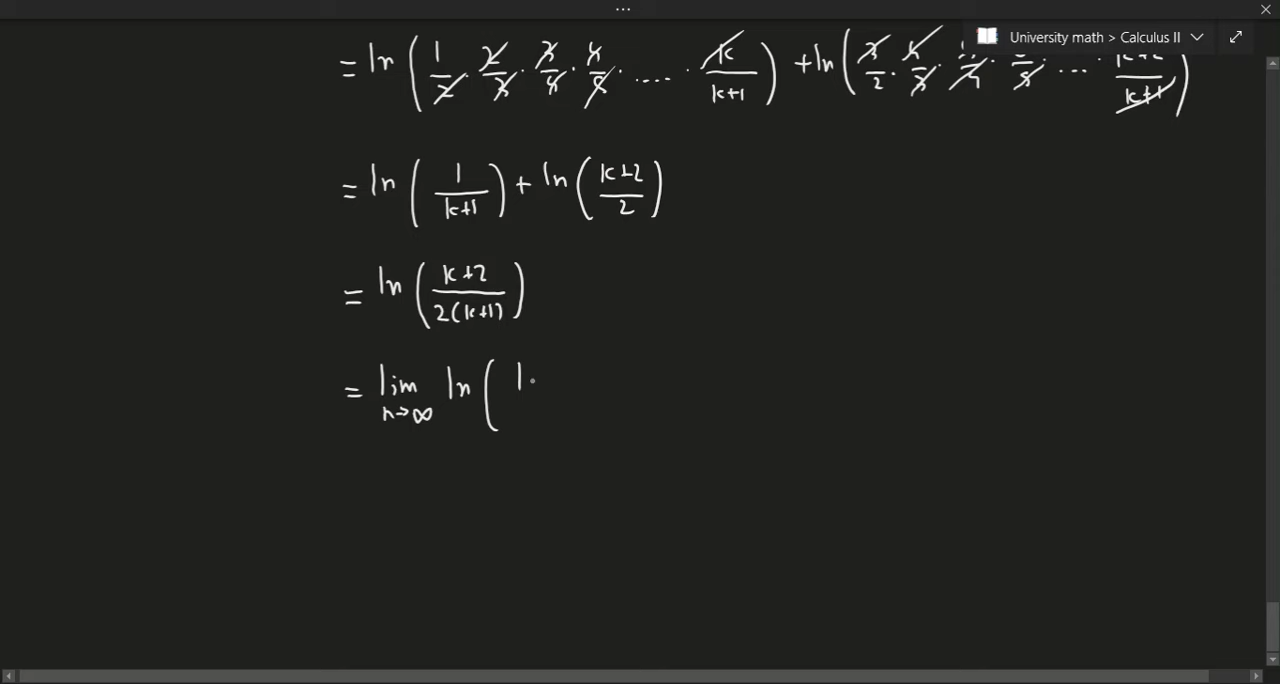 ...
University math > Calculus II
= ln ( 1/2 · 2/3 · 3/4 · 4/5 · .... · k/k+1 ) + ln ( 3/2 · 4/3 · ... · k+2/k+1 )
= ln ( 1/k+1 ) + ln ( k+2/2 )
= ln ( k+2/2(k+1) )
= lim n→∞ ln (